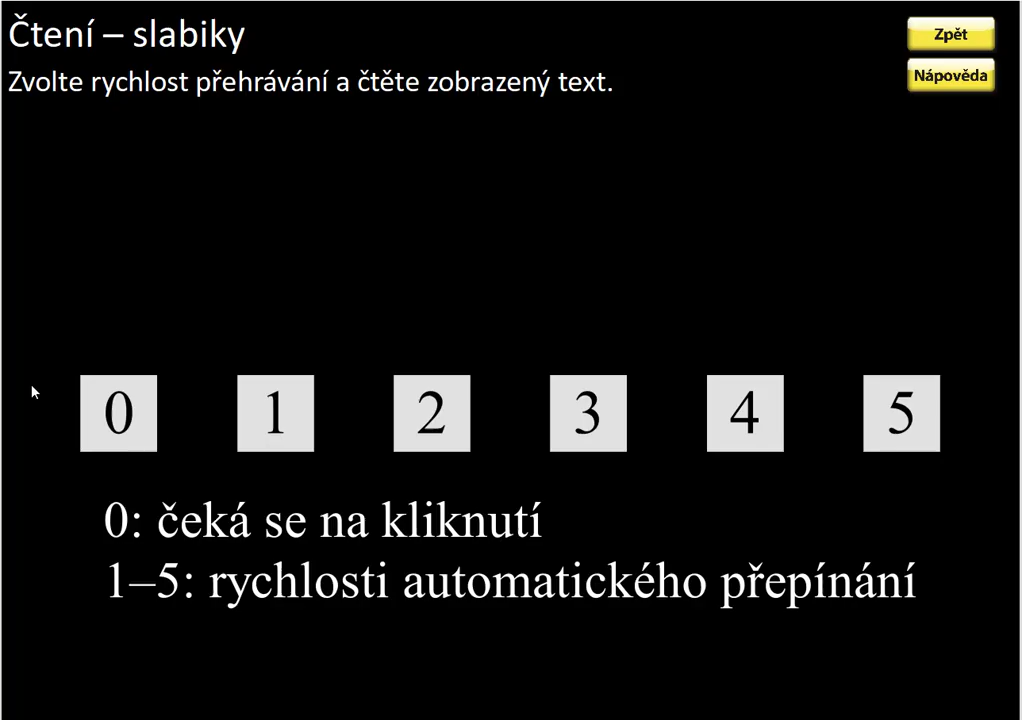 Čtení – slabiky
Zpět
Zvolte rychlost přehrávání a čtěte zobrazený text.
Nápověda
0 1 2 3 4 5
0: čeká se na kliknutí
1–5: rychlosti automatického přepínání